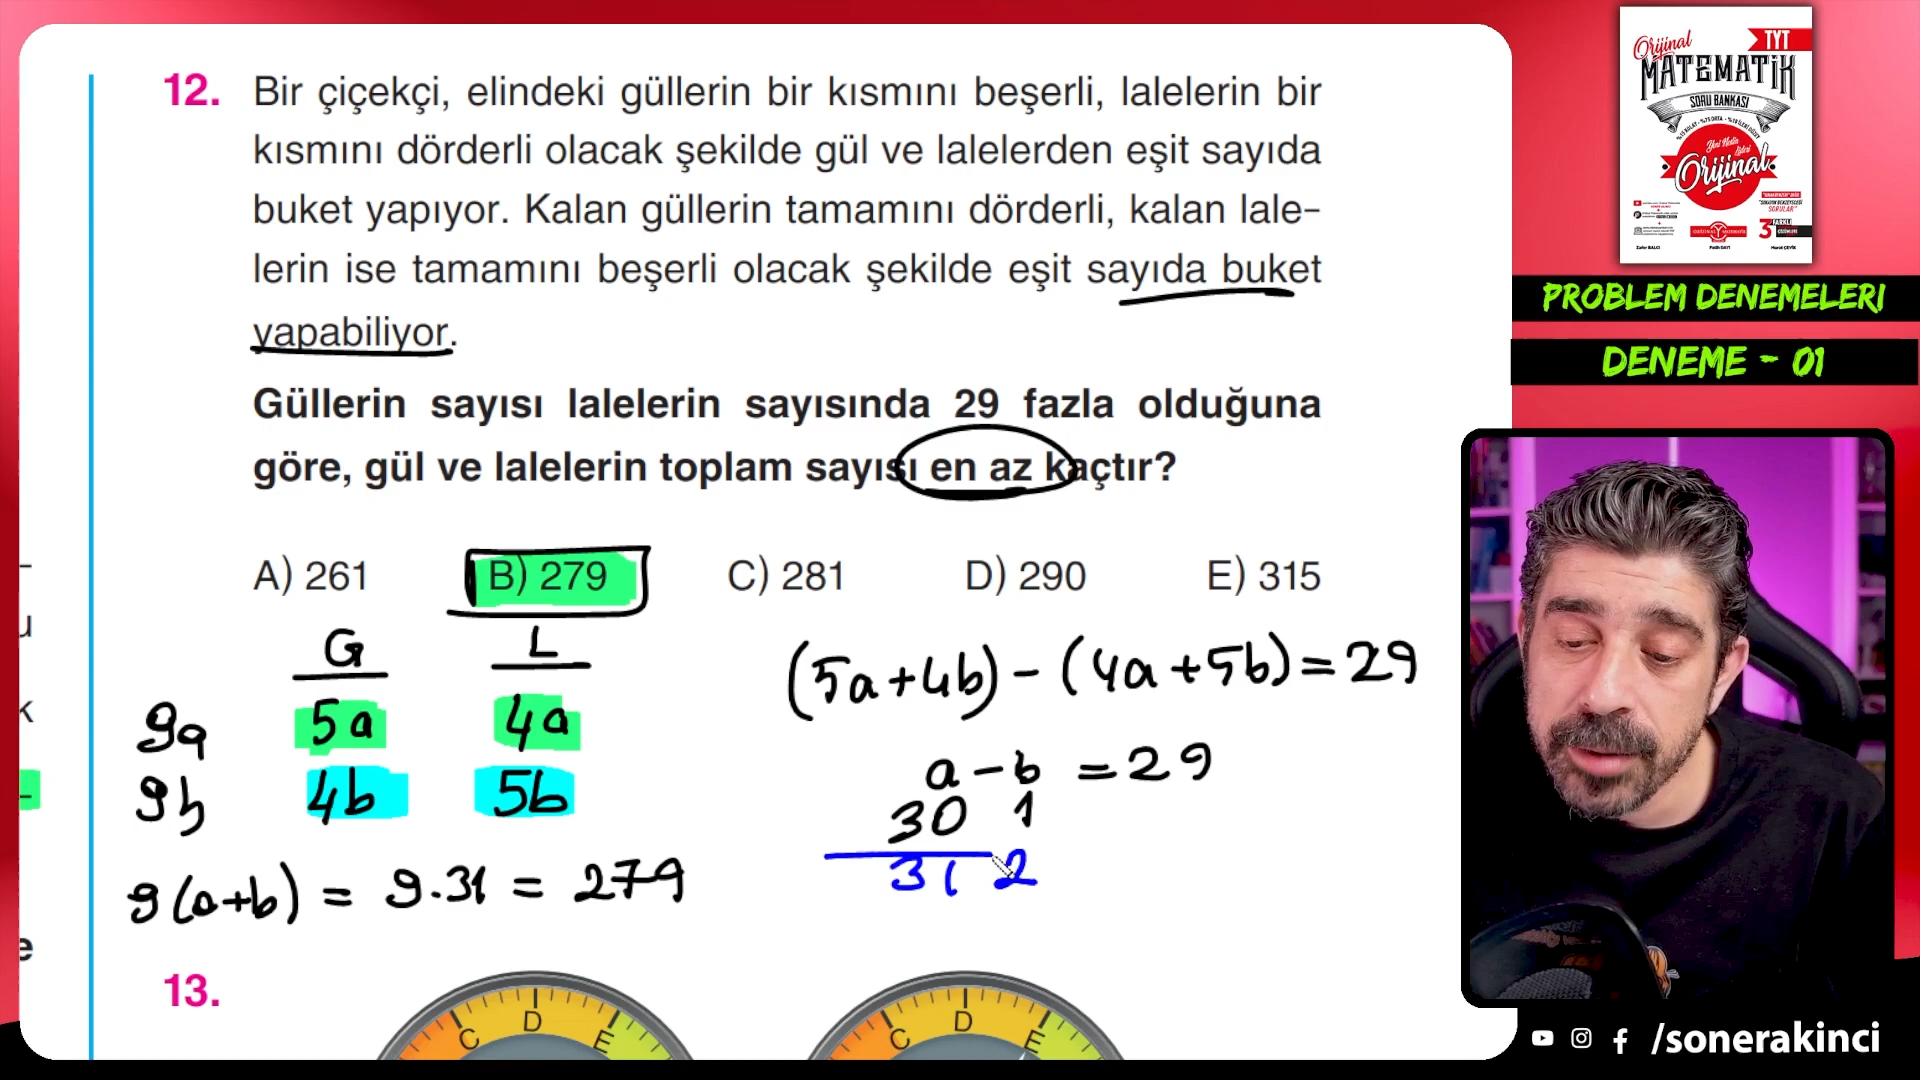 12. Bir çiçekçi, elindeki güllerin bir kısmını beşerli, lalelerin bir
kısmını dörderli olacak şekilde gül ve lalelerden eşit sayıda
buket yapıyor. Kalan güllerin tamamını dörderli, kalan lale-
lerin ise tamamını beşerli olacak şekilde eşit sayıda buket
yapabiliyor.
Güllerin sayısı lalelerin sayısında 29 fazla olduğuna
göre, gül ve lalelerin toplam sayısı en az kaçtır?
A) 261 B) 279 C) 281 D) 290 E) 315
G L
9a 5a 4a
9b 4b 5b
9(a+b) = 9.31 = 279
(5a+4b) - (4a+5b) = 29
a - b = 29
30 1
31 2
13.
C D E
C D E
Orijinal
TYT
MATEMATİK
SORU BANKASI
Orijinal
PROBLEM DENEMELERI
DENEME - 01
/sonerakinci